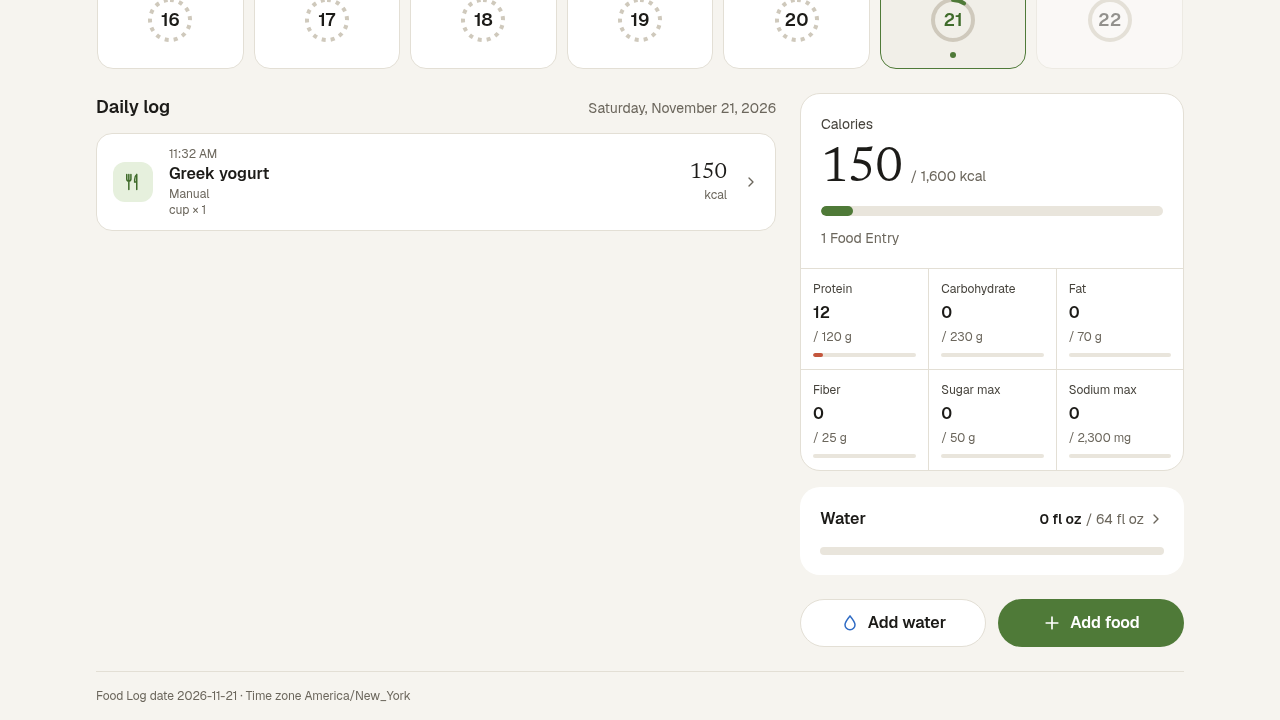 16
17
18
19
20
21
22
Daily log
Saturday, November 21, 2026
11:32 AM
Greek yogurt
Manual
cup × 1
150
kcal
Calories
150 / 1,600 kcal
1 Food Entry
Protein
12
/ 120 g
Carbohydrate
0
/ 230 g
Fat
0
/ 70 g
Fiber
0
/ 25 g
Sugar max
0
/ 50 g
Sodium max
0
/ 2,300 mg
Water
0 fl oz / 64 fl oz
Add water
Add food
Food Log date 2026-11-21 · Time zone America/New_York